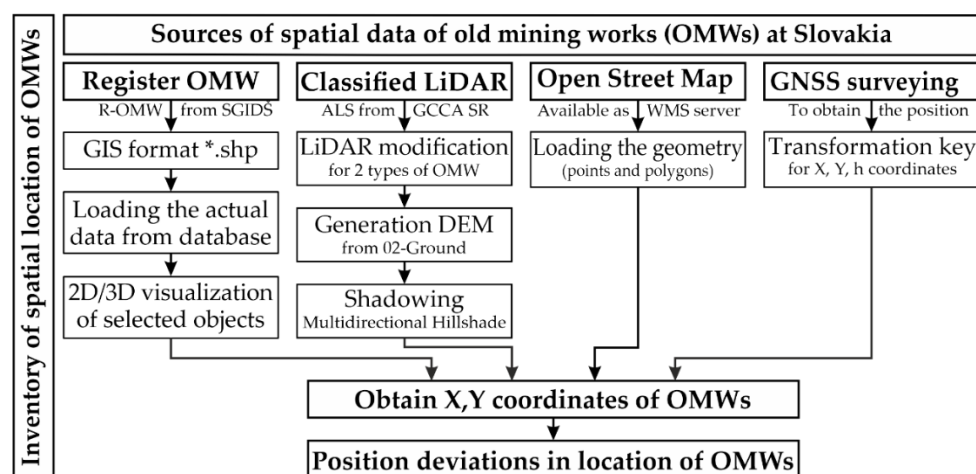 Inventory of spatial location of OMWs
Sources of spatial data of old mining works (OMWs) at Slovakia
Register OMW
R-OMW from SGIDŠ
GIS format *.shp
Loading the actual
data from database
2D/3D visualization
of selected objects
Classified LiDAR
ALS from GCCA SR
LiDAR modification
for 2 types of OMW
Generation DEM
from 02-Ground
Shadowing
Multidirectional Hillshade
Open Street Map
Available as WMS server
Loading the geometry
(points and polygons)
GNSS surveying
To obtain the position
Transformation key
for X, Y, h coordinates
Obtain X,Y coordinates of OMWs
Position deviations in location of OMWs